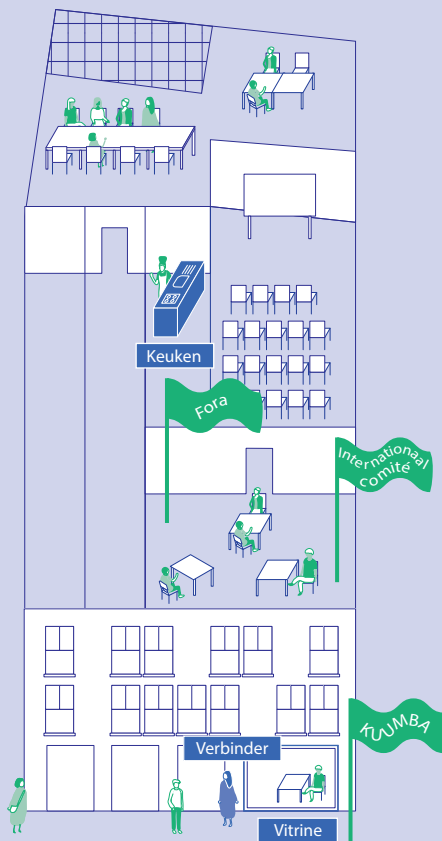 Keuken
Fora
Internationaal
comité
Verbinder
KUUMBA
Vitrine